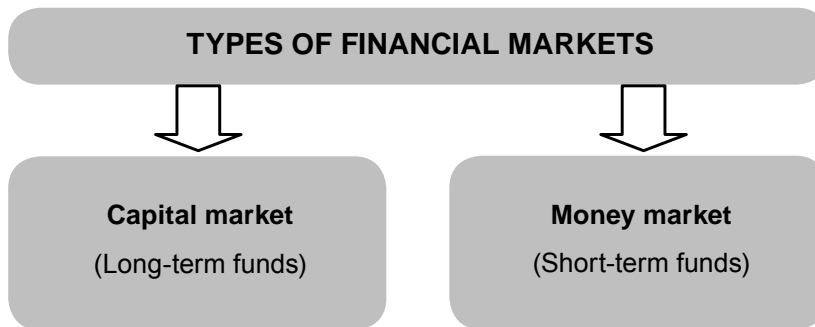 TYPES OF FINANCIAL MARKETS
Capital market
(Long-term funds)
Money market
(Short-term funds)